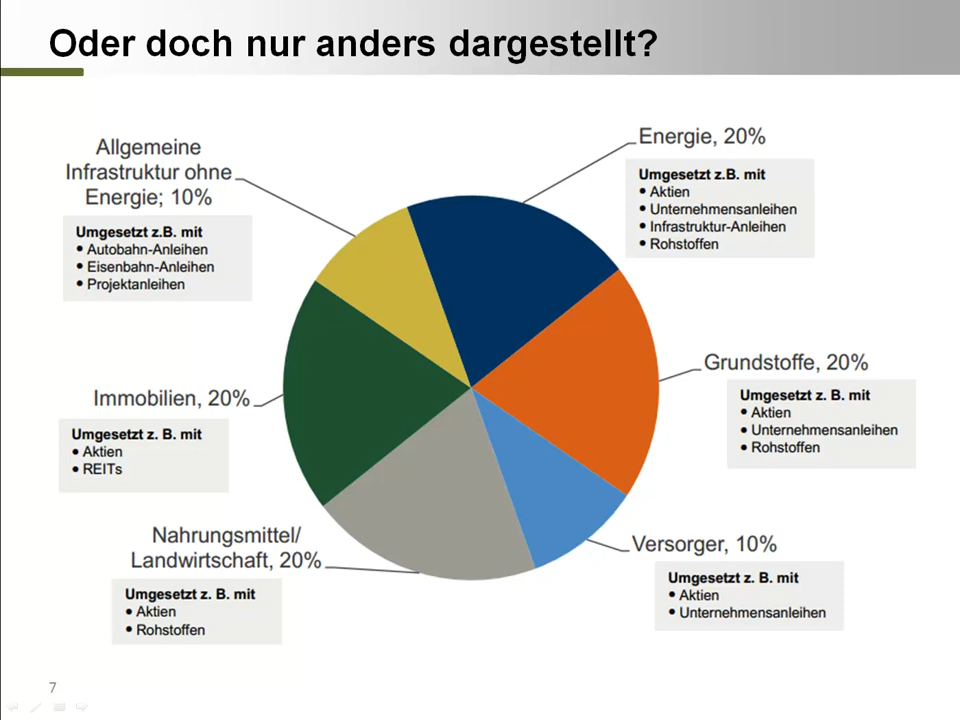 Oder doch nur anders dargestellt?
Allgemeine
Infrastruktur ohne
Energie; 10%
Umgesetzt z.B. mit
• Autobahn-Anleihen
• Eisenbahn-Anleihen
• Projektanleihen
Energie, 20%
Umgesetzt z.B. mit
• Aktien
• Unternehmensanleihen
• Infrastruktur-Anleihen
• Rohstoffen
Grundstoffe, 20%
Umgesetzt z. B. mit
• Aktien
• Unternehmensanleihen
• Rohstoffen
Immobilien, 20%
Umgesetzt z. B. mit
• Aktien
• REITs
Nahrungsmittel/
Landwirtschaft, 20%
Umgesetzt z. B. mit
• Aktien
• Rohstoffen
Versorger, 10%
Umgesetzt z. B. mit
• Aktien
• Unternehmensanleihen
7